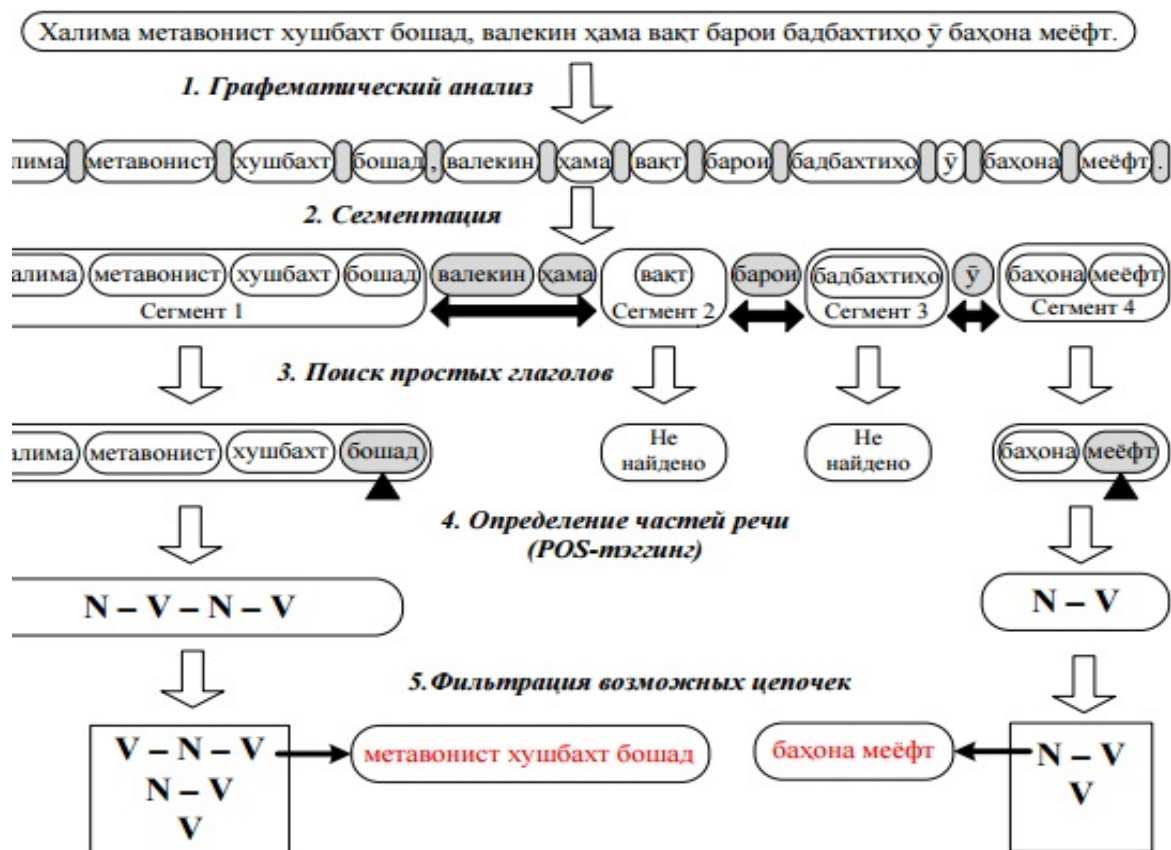 Халима метавонист хушбахт бошад, валекин ҳама вақт барои бадбахтиҳо ӯ баҳона меёфт.
1. Графематический анализ
лима метавонист хушбахт бошад , валекин ҳама вақт барои бадбахтиҳо ӯ баҳона меёфт .
2. Сегментация
алима метавонист хушбахт бошад валекин ҳама вақт барои бадбахтиҳо ӯ баҳона меёфт
Сегмент 1 Сегмент 2 Сегмент 3 Сегмент 4
3. Поиск простых глаголов
алима метавонист хушбахт бошад Не найдено Не найдено баҳона меёфт
4. Определение частей речи
(POS-тэггинг)
N – V – N – V N – V
5.Фильтрация возможных цепочек
V – N – V метавонист хушбахт бошад баҳона меёфт N – V
N – V V
V